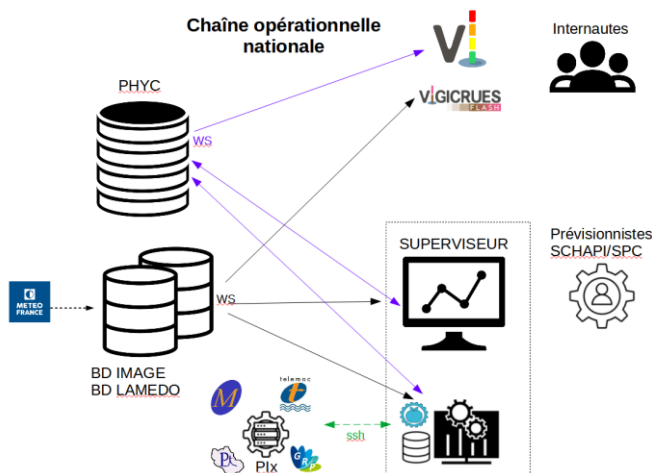 Chaîne opérationnelle
nationale
Internautes
PHYC
VIGICRUES
FLASH
WS
SUPERVISEUR
Prévisionnistes
SCHAPI/SPC
METEO
FRANCE
WS
BD IMAGE
BD LAMEDO
M
telemac
t
ssh
PIx
GRP